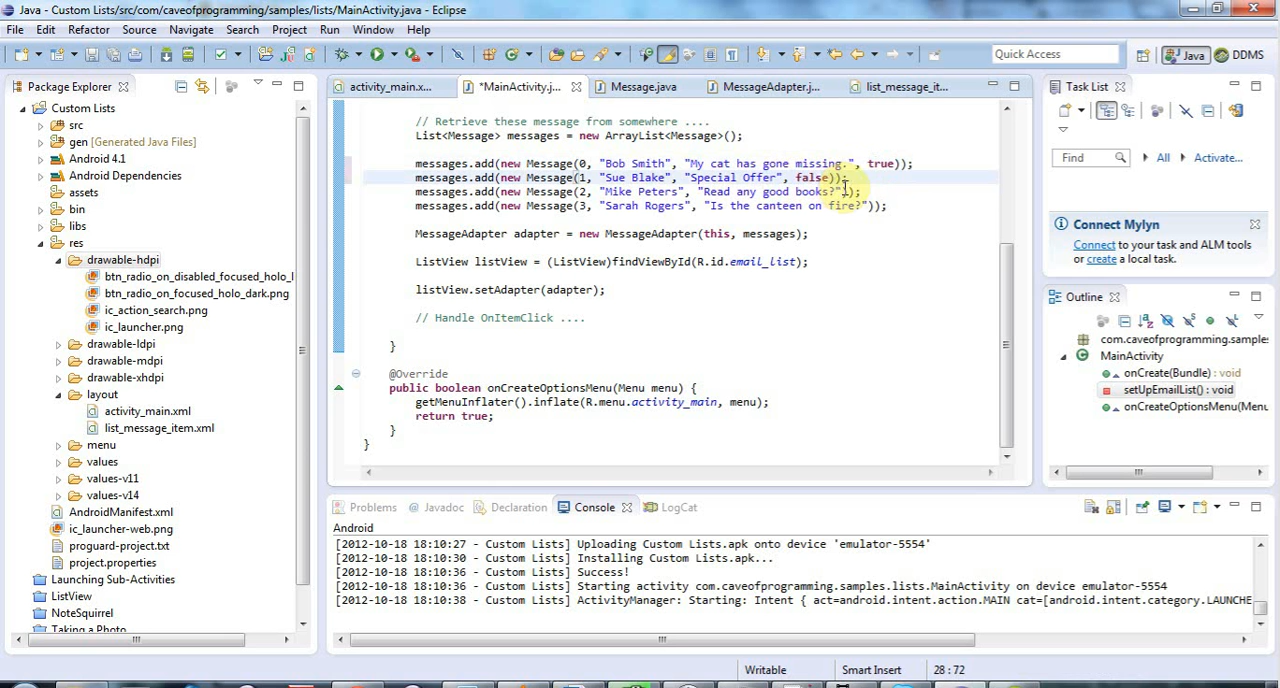 Java - Custom Lists/src/com/caveofprogramming/samples/lists/MainActivity.java - Eclipse
File Edit Refactor Source Navigate Search Project Run Window Help
Quick Access Java DDMS
Package Explorer
Custom Lists
src
gen [Generated Java Files]
Android 4.1
Android Dependencies
assets
bin
libs
res
drawable-hdpi
btn_radio_on_disabled_focused_holo_l
btn_radio_on_focused_holo_dark.png
ic_action_search.png
ic_launcher.png
drawable-ldpi
drawable-mdpi
drawable-xhdpi
layout
activity_main.xml
list_message_item.xml
menu
values
values-v11
values-v14
AndroidManifest.xml
ic_launcher-web.png
proguard-project.txt
project.properties
Launching Sub-Activities
ListView
NoteSquirrel
Taking a Photo
activity_main.x... *MainActivity.j... Message.java MessageAdapter.j... list_message_it...
// Retrieve these message from somewhere ....
List<Message> messages = new ArrayList<Message>();
messages.add(new Message(0, "Bob Smith", "My cat has gone missing.", true));
messages.add(new Message(1, "Sue Blake", "Special Offer", false));
messages.add(new Message(2, "Mike Peters", "Read any good books?"));
messages.add(new Message(3, "Sarah Rogers", "Is the canteen on fire?"));
MessageAdapter adapter = new MessageAdapter(this, messages);
ListView listView = (ListView)findViewById(R.id.email_list);
listView.setAdapter(adapter);
// Handle OnItemClick ....
}
@Override
public boolean onCreateOptionsMenu(Menu menu) {
getMenuInflater().inflate(R.menu.activity_main, menu);
return true;
}
}
Task List
Find All Activate...
Connect Mylyn
Connect to your task and ALM tools
or create a local task.
Outline
com.caveofprogramming.samples
MainActivity
onCreate(Bundle) : void
setUpEmailList() : void
onCreateOptionsMenu(Menu
Problems Javadoc Declaration Console LogCat
Android
[2012-10-18 18:10:27 - Custom Lists] Uploading Custom Lists.apk onto device 'emulator-5554'
[2012-10-18 18:10:30 - Custom Lists] Installing Custom Lists.apk...
[2012-10-18 18:10:36 - Custom Lists] Success!
[2012-10-18 18:10:36 - Custom Lists] Starting activity com.caveofprogramming.samples.lists.MainActivity on device emulator-5554
[2012-10-18 18:10:38 - Custom Lists] ActivityManager: Starting: Intent { act=android.intent.action.MAIN cat=[android.intent.category.LAUNCHE
Writable Smart Insert 28 : 72